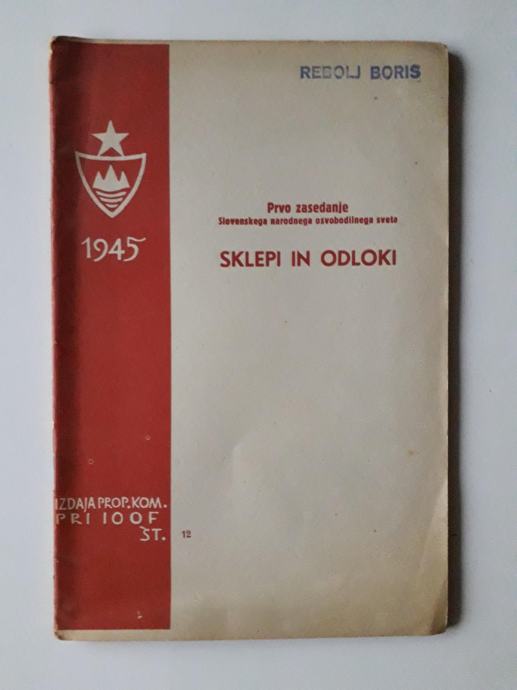 REBOLJ BORIS
1945
Prvo zasedanje
Slovenskega narodnega osvobodilnega sveta
SKLEPI IN ODLOKI
IZDAJA PROP. KOM.
PRI IOOF
ŠT. 12